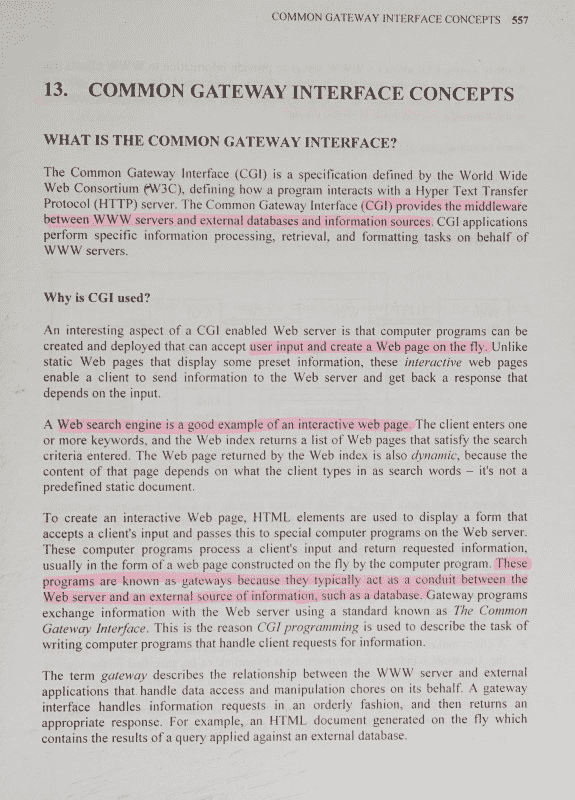 COMMON GATEWAY INTERFACE CONCEPTS 557
13. COMMON GATEWAY INTERFACE CONCEPTS
WHAT IS THE COMMON GATEWAY INTERFACE?
The Common Gateway Interface (CGI) is a specification defined by the World Wide
Web Consortium (W3C), defining how a program interacts with a Hyper Text Transfer
Protocol (HTTP) server. The Common Gateway Interface (CGI) provides the middleware
between WWW servers and external databases and information sources. CGI applications
perform specific information processing, retrieval, and formatting tasks on behalf of
WWW servers.
Why is CGI used?
An interesting aspect of a CGI enabled Web server is that computer programs can be
created and deployed that can accept user input and create a Web page on the fly. Unlike
static Web pages that display some preset information, these interactive web pages
enable a client to send information to the Web server and get back a response that
depends on the input.
A Web search engine is a good example of an interactive web page. The client enters one
or more keywords, and the Web index returns a list of Web pages that satisfy the search
criteria entered. The Web page returned by the Web index is also dynamic, because the
content of that page depends on what the client types in as search words – it's not a
predefined static document.
To create an interactive Web page, HTML elements are used to display a form that
accepts a client's input and passes this to special computer programs on the Web server.
These computer programs process a client's input and return requested information,
usually in the form of a web page constructed on the fly by the computer program. These
programs are known as gateways because they typically act as a conduit between the
Web server and an external source of information, such as a database. Gateway programs
exchange information with the Web server using a standard known as The Common
Gateway Interface. This is the reason CGI programming is used to describe the task of
writing computer programs that handle client requests for information.
The term gateway describes the relationship between the WWW server and external
applications that handle data access and manipulation chores on its behalf. A gateway
interface handles information requests in an orderly fashion, and then returns an
appropriate response. For example, an HTML document generated on the fly which
contains the results of a query applied against an external database.